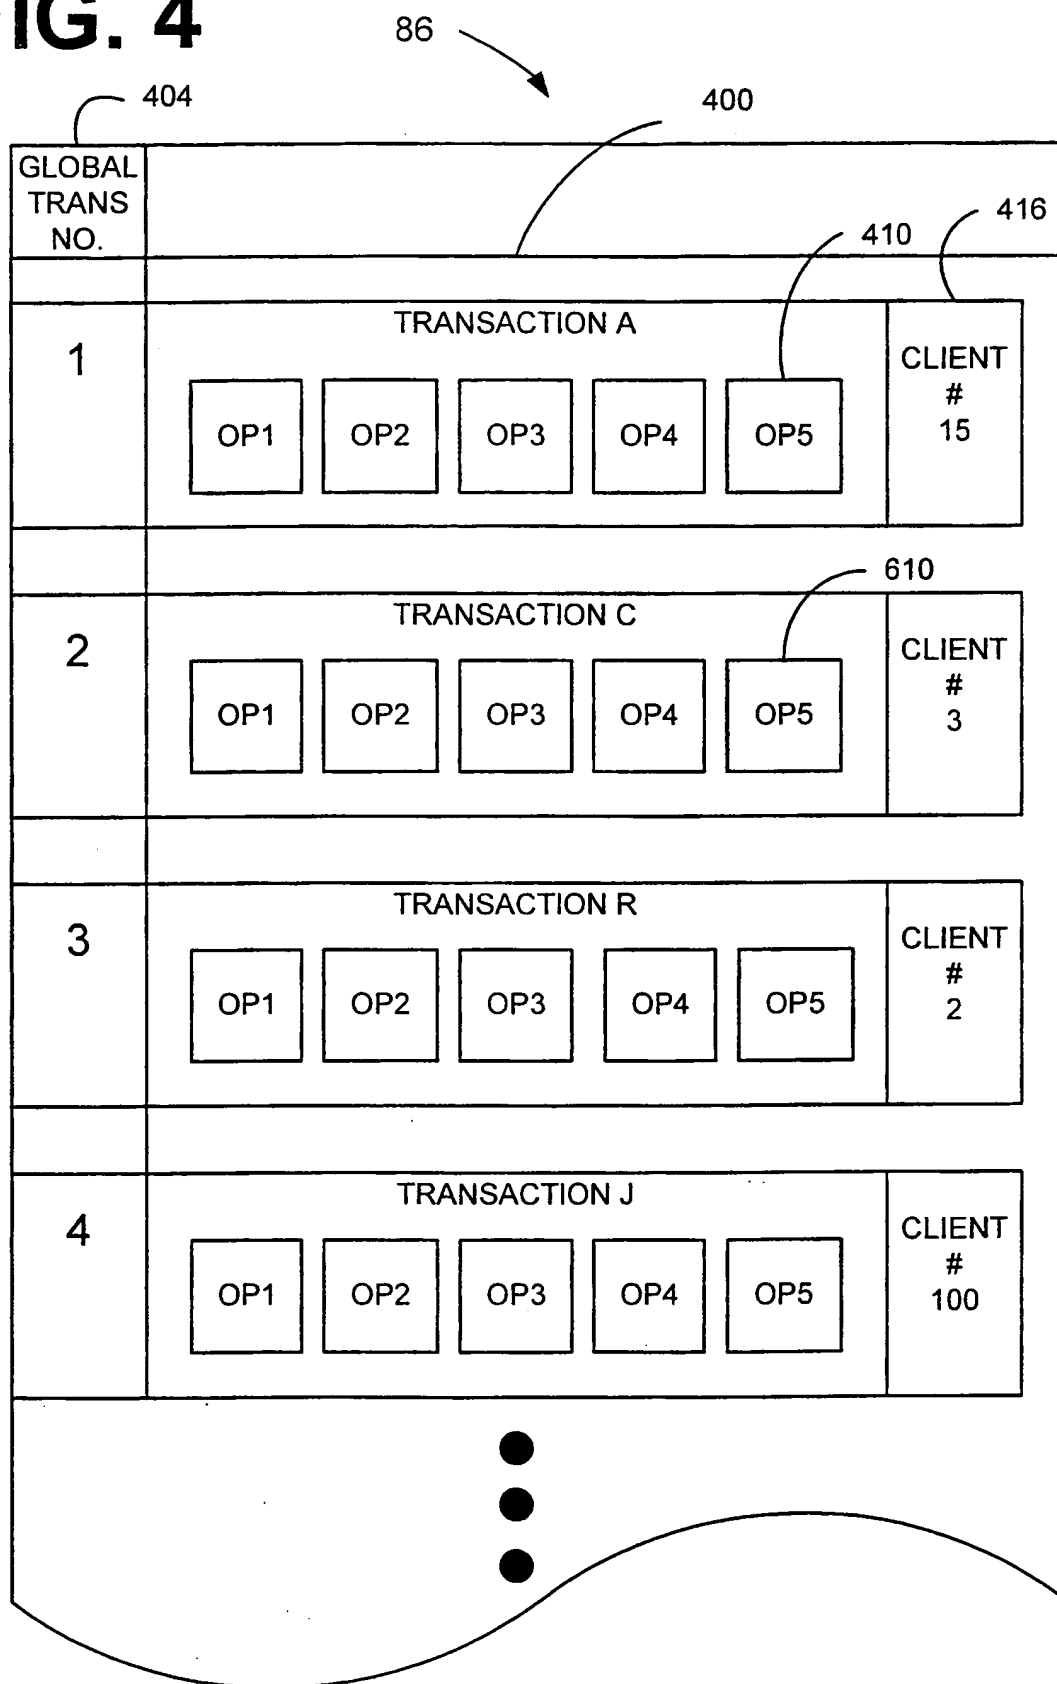 IG. 4
86
404
400
GLOBAL
TRANS
NO.
416
410
1
TRANSACTION A
OP1 OP2 OP3 OP4 OP5
CLIENT
#
15
610
2
TRANSACTION C
OP1 OP2 OP3 OP4 OP5
CLIENT
#
3
3
TRANSACTION R
OP1 OP2 OP3 OP4 OP5
CLIENT
#
2
4
TRANSACTION J
OP1 OP2 OP3 OP4 OP5
CLIENT
#
100